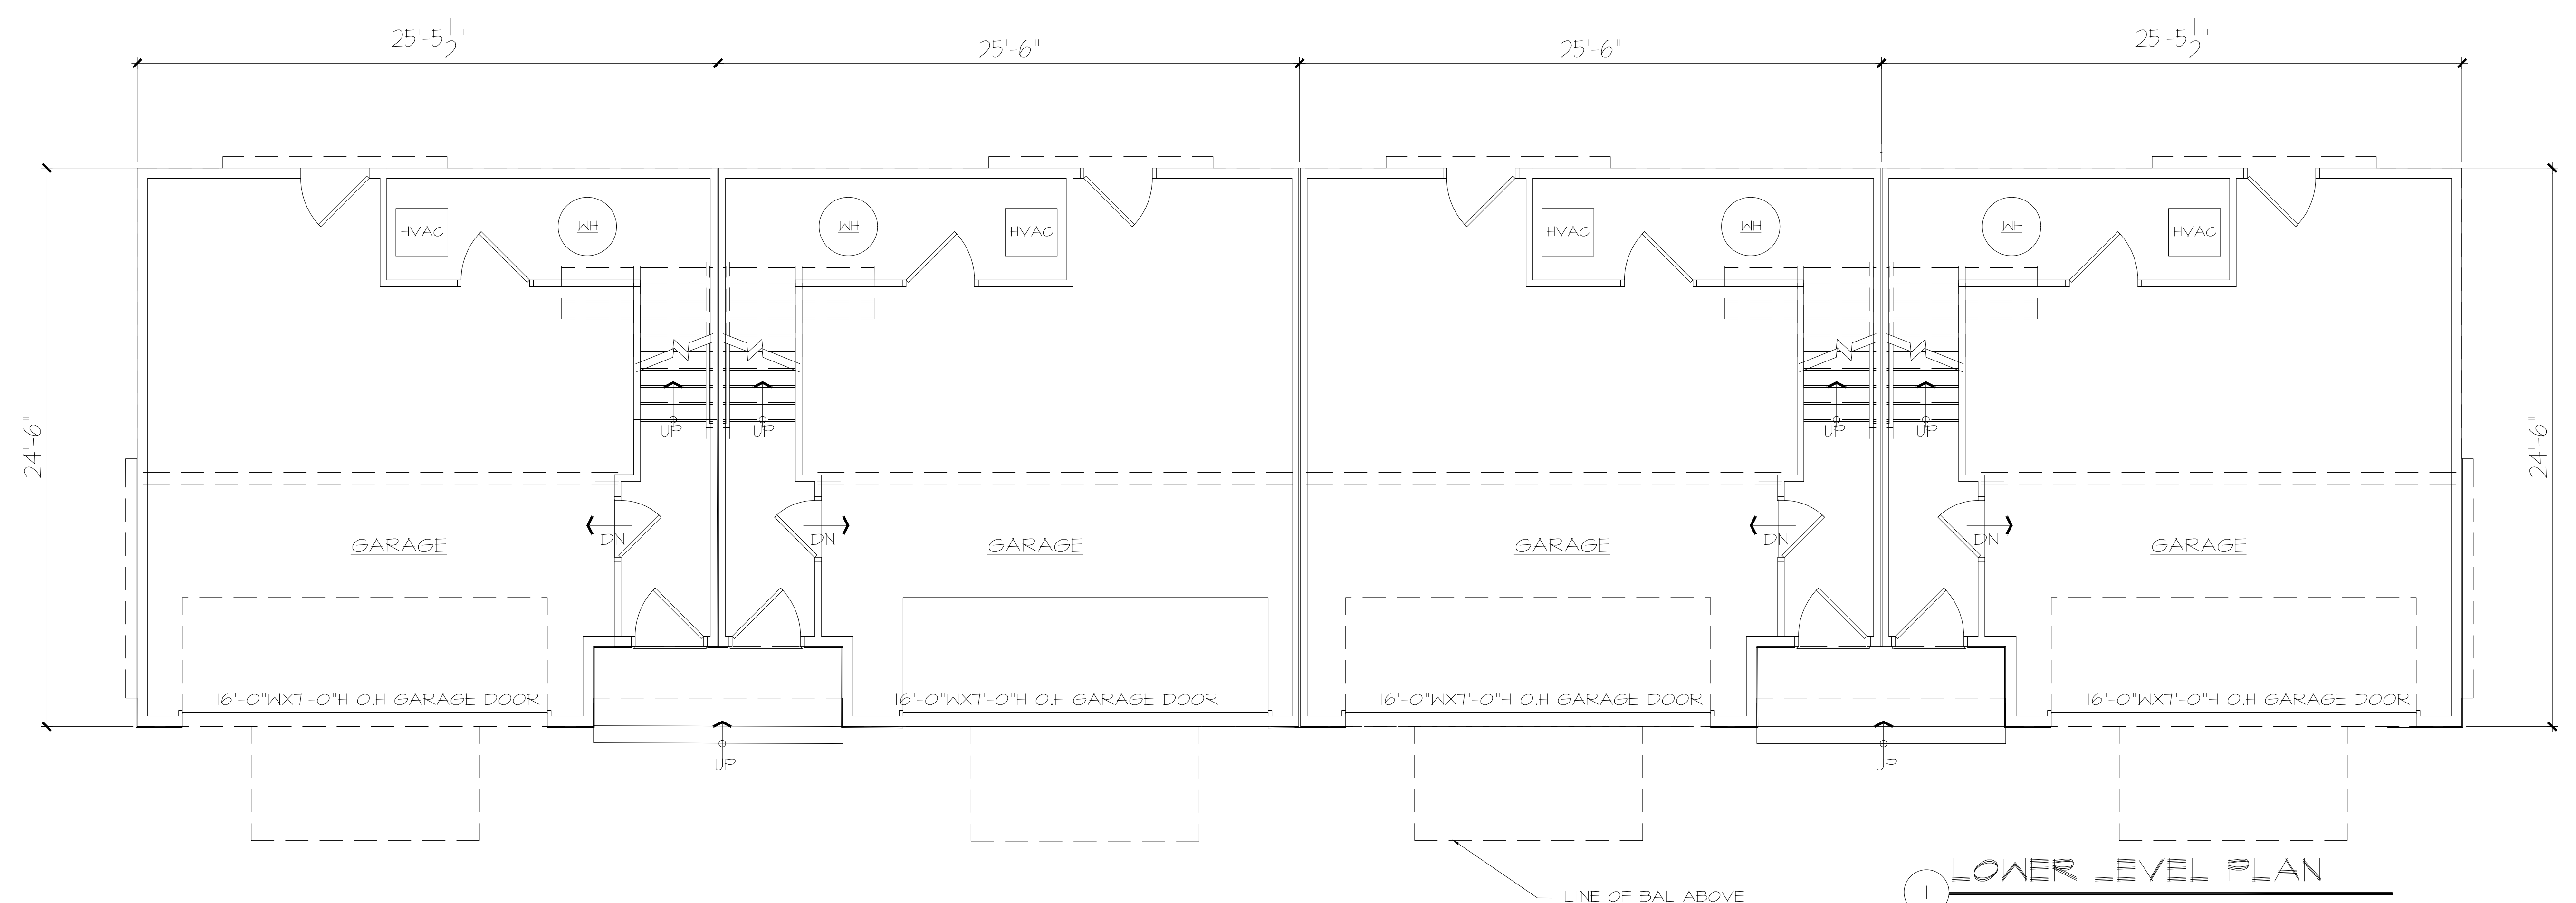 25'-5 1/2"
25'-6"
25'-6"
25'-5 1/2"
HVAC
WH
WH
HVAC
HVAC
WH
WH
HVAC
24'-6"
24'-6"
UP
UP
UP
UP
DN
DN
DN
DN
GARAGE
GARAGE
GARAGE
GARAGE
16'-0"WX7'-0"H O.H GARAGE DOOR
16'-0"WX7'-0"H O.H GARAGE DOOR
16'-0"WX7'-0"H O.H GARAGE DOOR
16'-0"WX7'-0"H O.H GARAGE DOOR
UP
UP
LINE OF BAL ABOVE
1
LOWER LEVEL PLAN